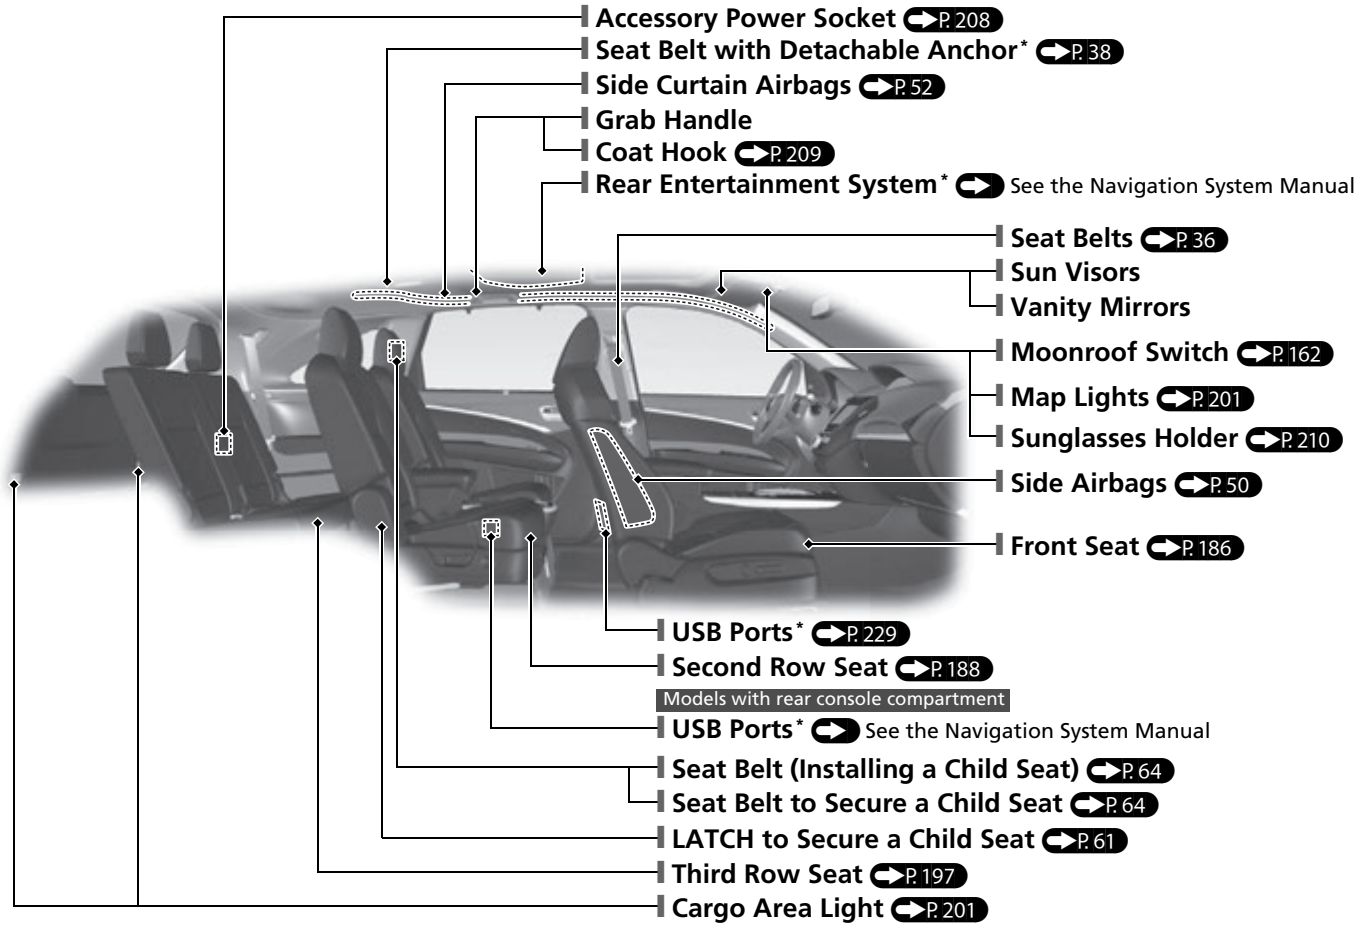 Accessory Power Socket P. 208
Seat Belt with Detachable Anchor* P. 38
Side Curtain Airbags P. 52
Grab Handle
Coat Hook P. 209
Rear Entertainment System* See the Navigation System Manual
Seat Belts P. 36
Sun Visors
Vanity Mirrors
Moonroof Switch P. 162
Map Lights P. 201
Sunglasses Holder P. 210
Side Airbags P. 50
Front Seat P. 186
USB Ports* P. 229
Second Row Seat P. 188
Models with rear console compartment
USB Ports* See the Navigation System Manual
Seat Belt (Installing a Child Seat) P. 64
Seat Belt to Secure a Child Seat P. 64
LATCH to Secure a Child Seat P. 61
Third Row Seat P. 197
Cargo Area Light P. 201